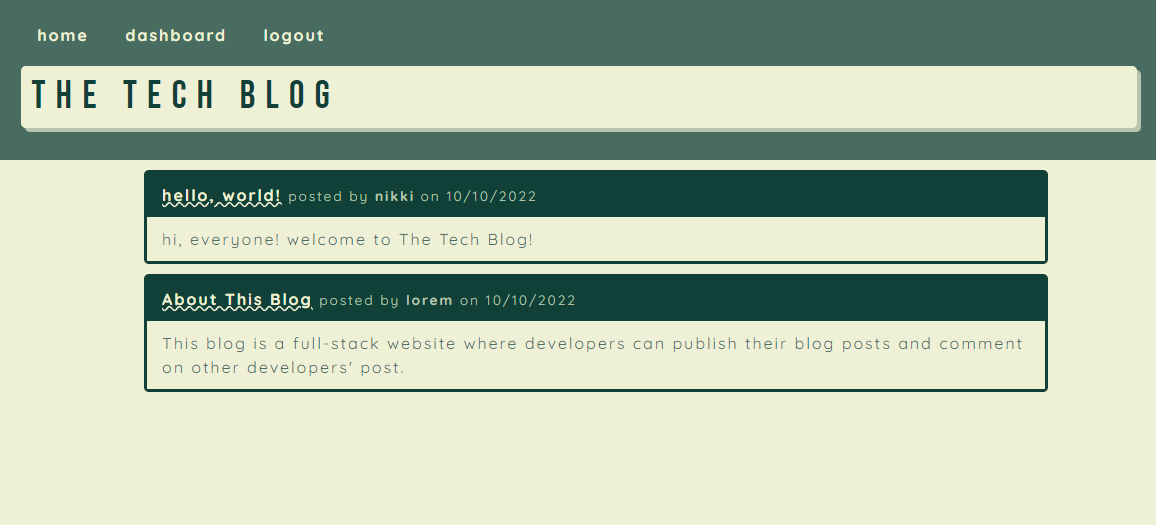 home dashboard logout
THE TECH BLOG
hello, world! posted by nikki on 10/10/2022
hi, everyone! welcome to The Tech Blog!
About This Blog posted by lorem on 10/10/2022
This blog is a full-stack website where developers can publish their blog posts and comment
on other developers' post.